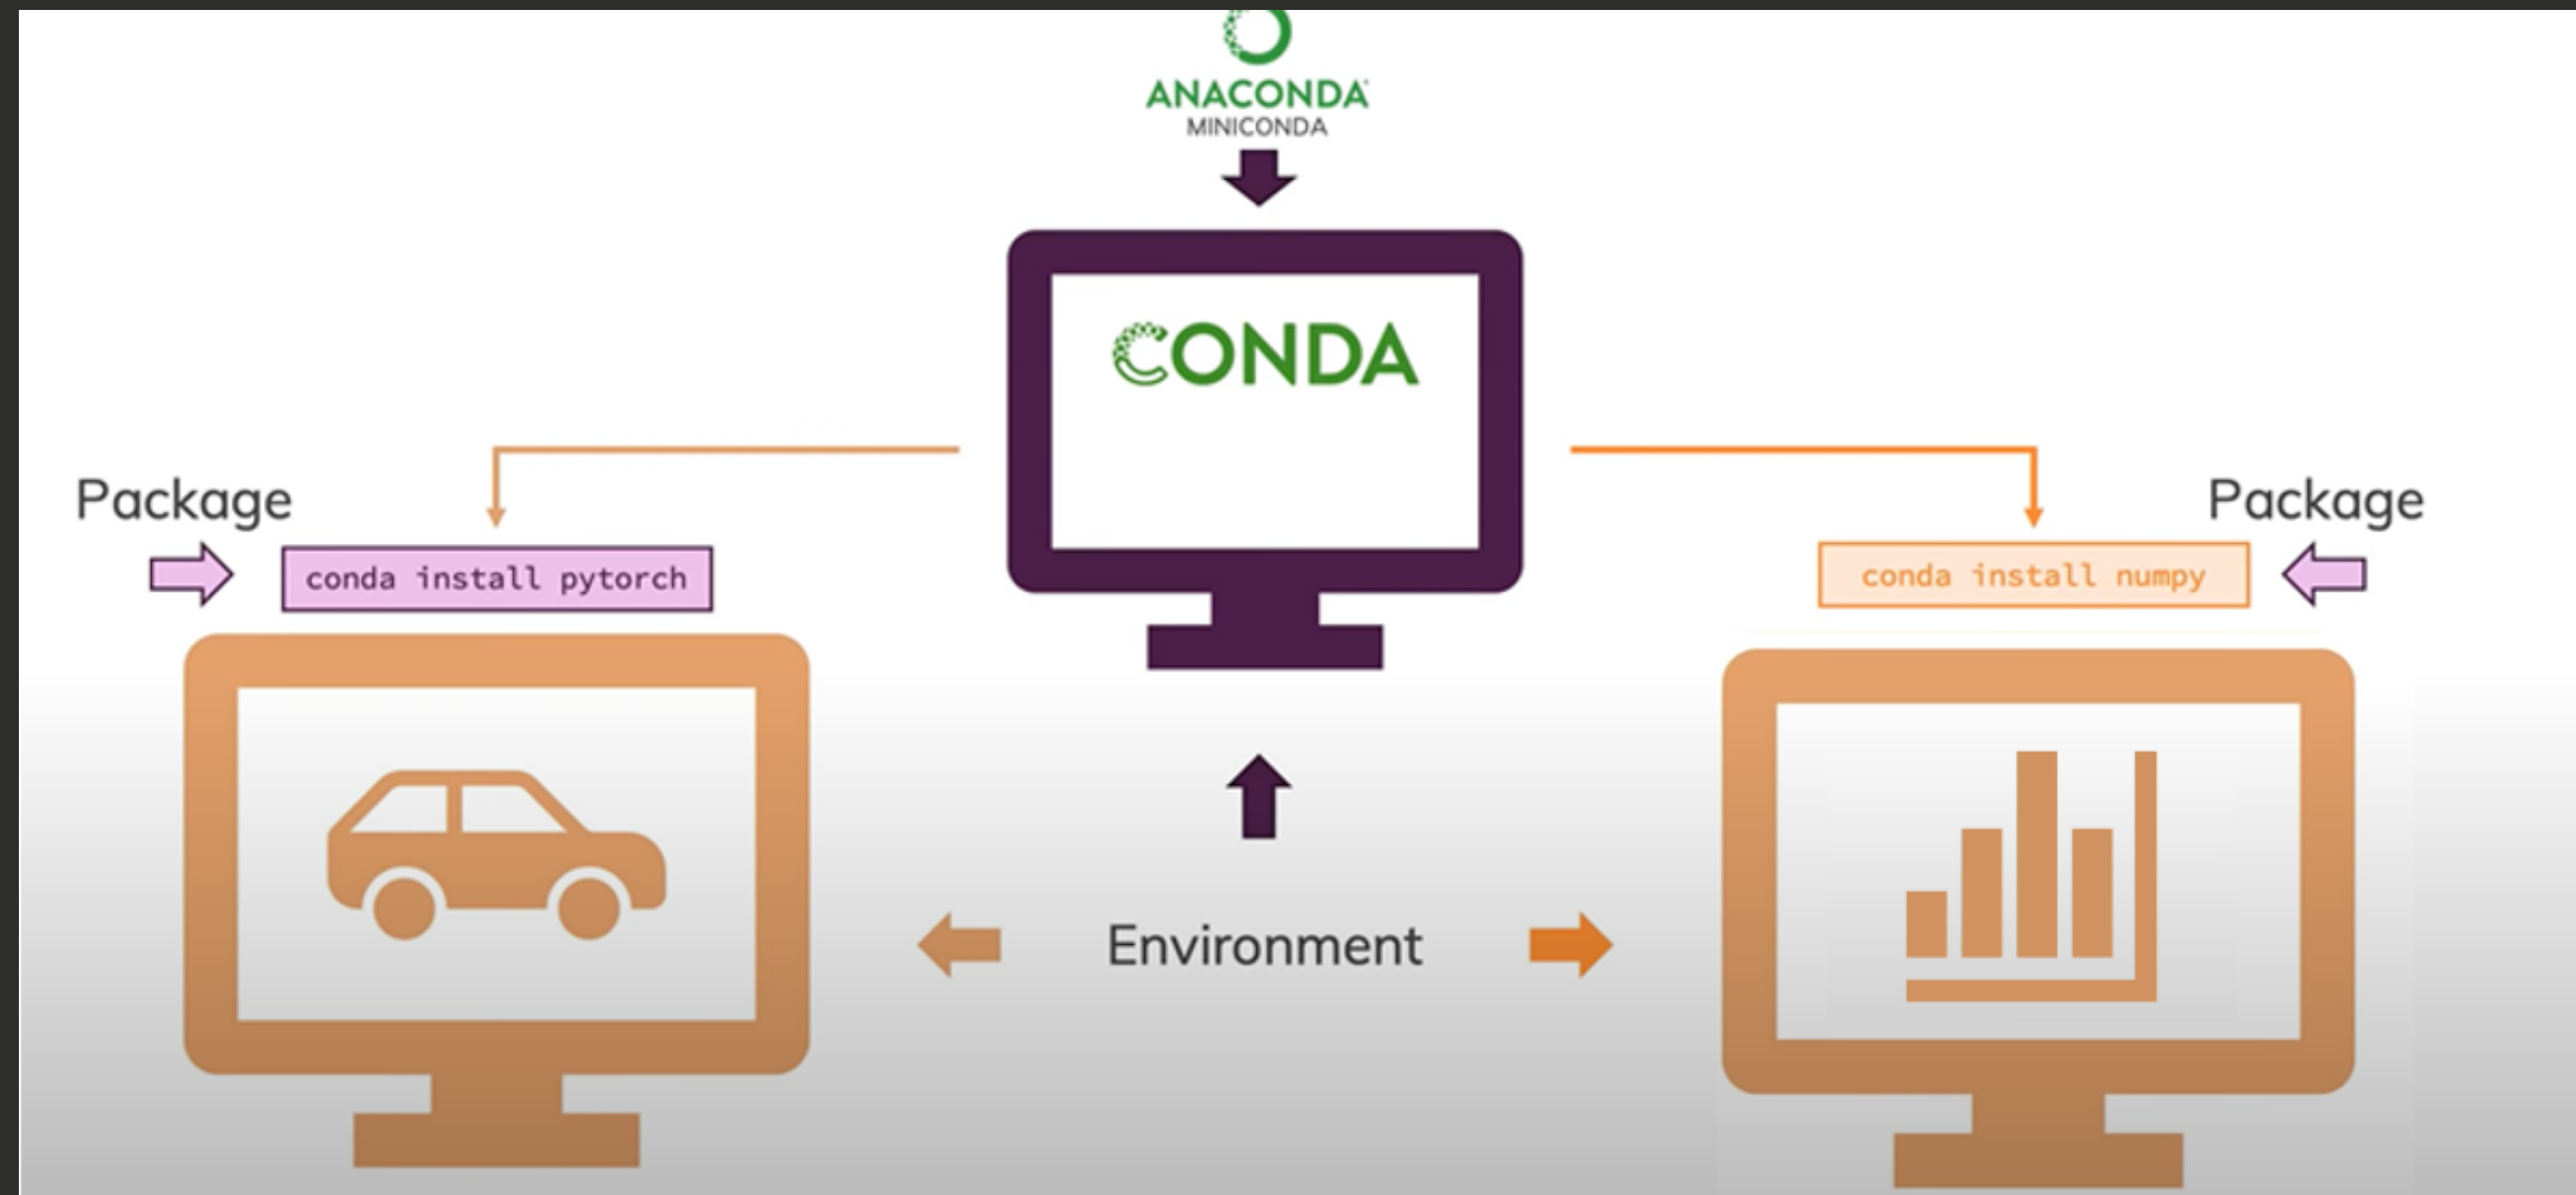 ANACONDA
MINICONDA
CONDA
Package
conda install pytorch
Package
conda install numpy
Environment